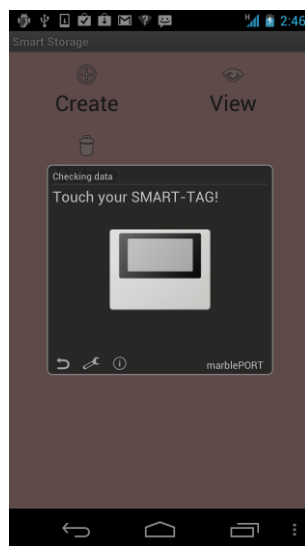 H 2:46
Smart Storage
Create View
Checking data
Touch your SMART-TAG!
marblePORT